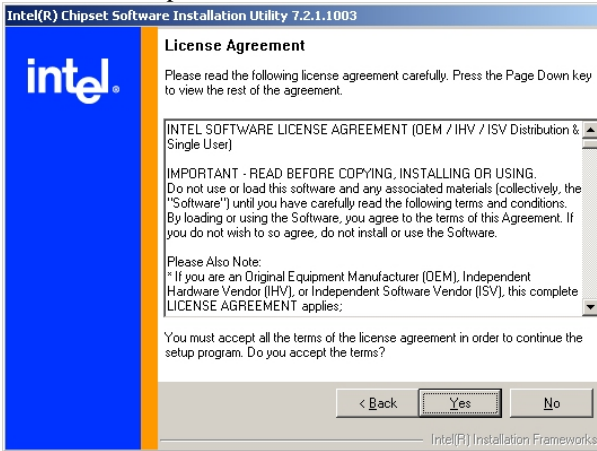 Intel(R) Chipset Software Installation Utility 7.2.1.1003
intel.
License Agreement
Please read the following license agreement carefully. Press the Page Down key
to view the rest of the agreement.
INTEL SOFTWARE LICENSE AGREEMENT (OEM / IHV / ISV Distribution &
Single User)
IMPORTANT - READ BEFORE COPYING, INSTALLING OR USING.
Do not use or load this software and any associated materials (collectively, the
"Software") until you have carefully read the following terms and conditions.
By loading or using the Software, you agree to the terms of this Agreement. If
you do not wish to so agree, do not install or use the Software.
Please Also Note:
* If you are an Original Equipment Manufacturer (OEM), Independent
Hardware Vendor (IHV), or Independent Software Vendor (ISV), this complete
LICENSE AGREEMENT applies;
You must accept all the terms of the license agreement in order to continue the
setup program. Do you accept the terms?
< Back
Yes
No
Intel(R) Installation Frameworks